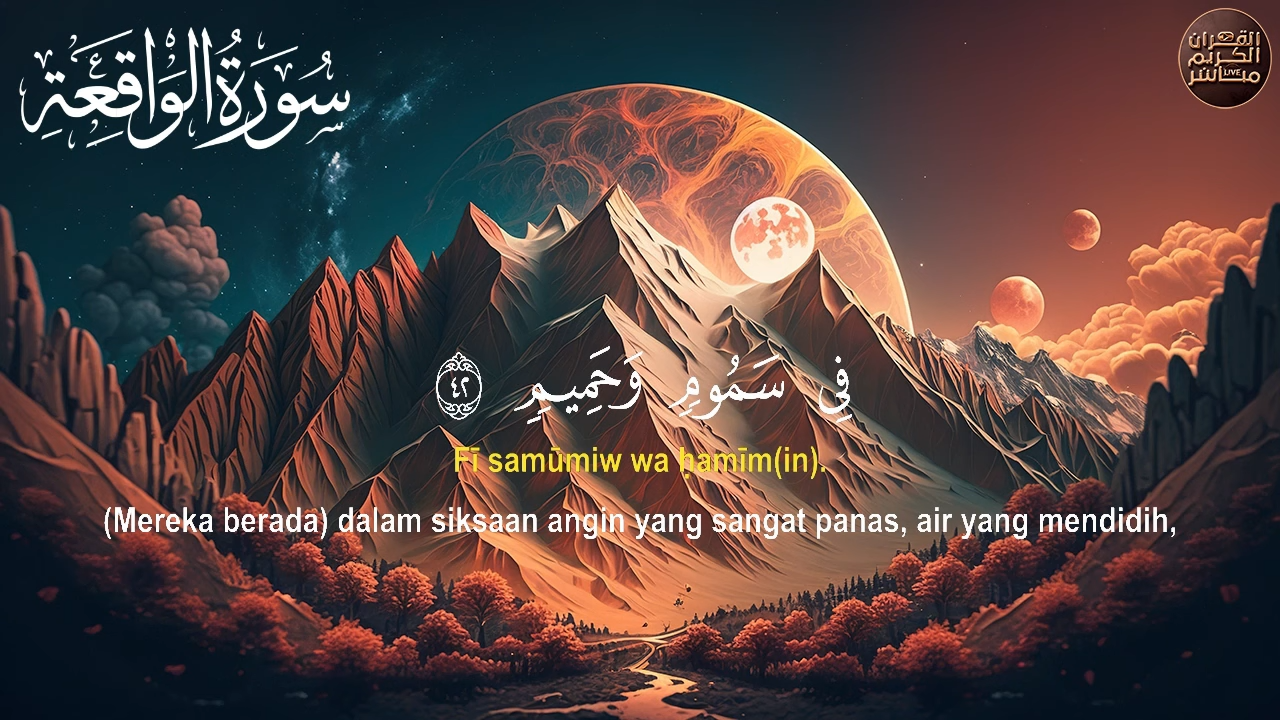 سُورَةُ الوَاقِعَةِ
القرآن
الكريم
LIVE
مباشر
فِي سَمُومٍ وَحَمِيمٍ ٤٢
Fī samūmiw wa ḥamīm(in).
(Mereka berada) dalam siksaan angin yang sangat panas, air yang mendidih,